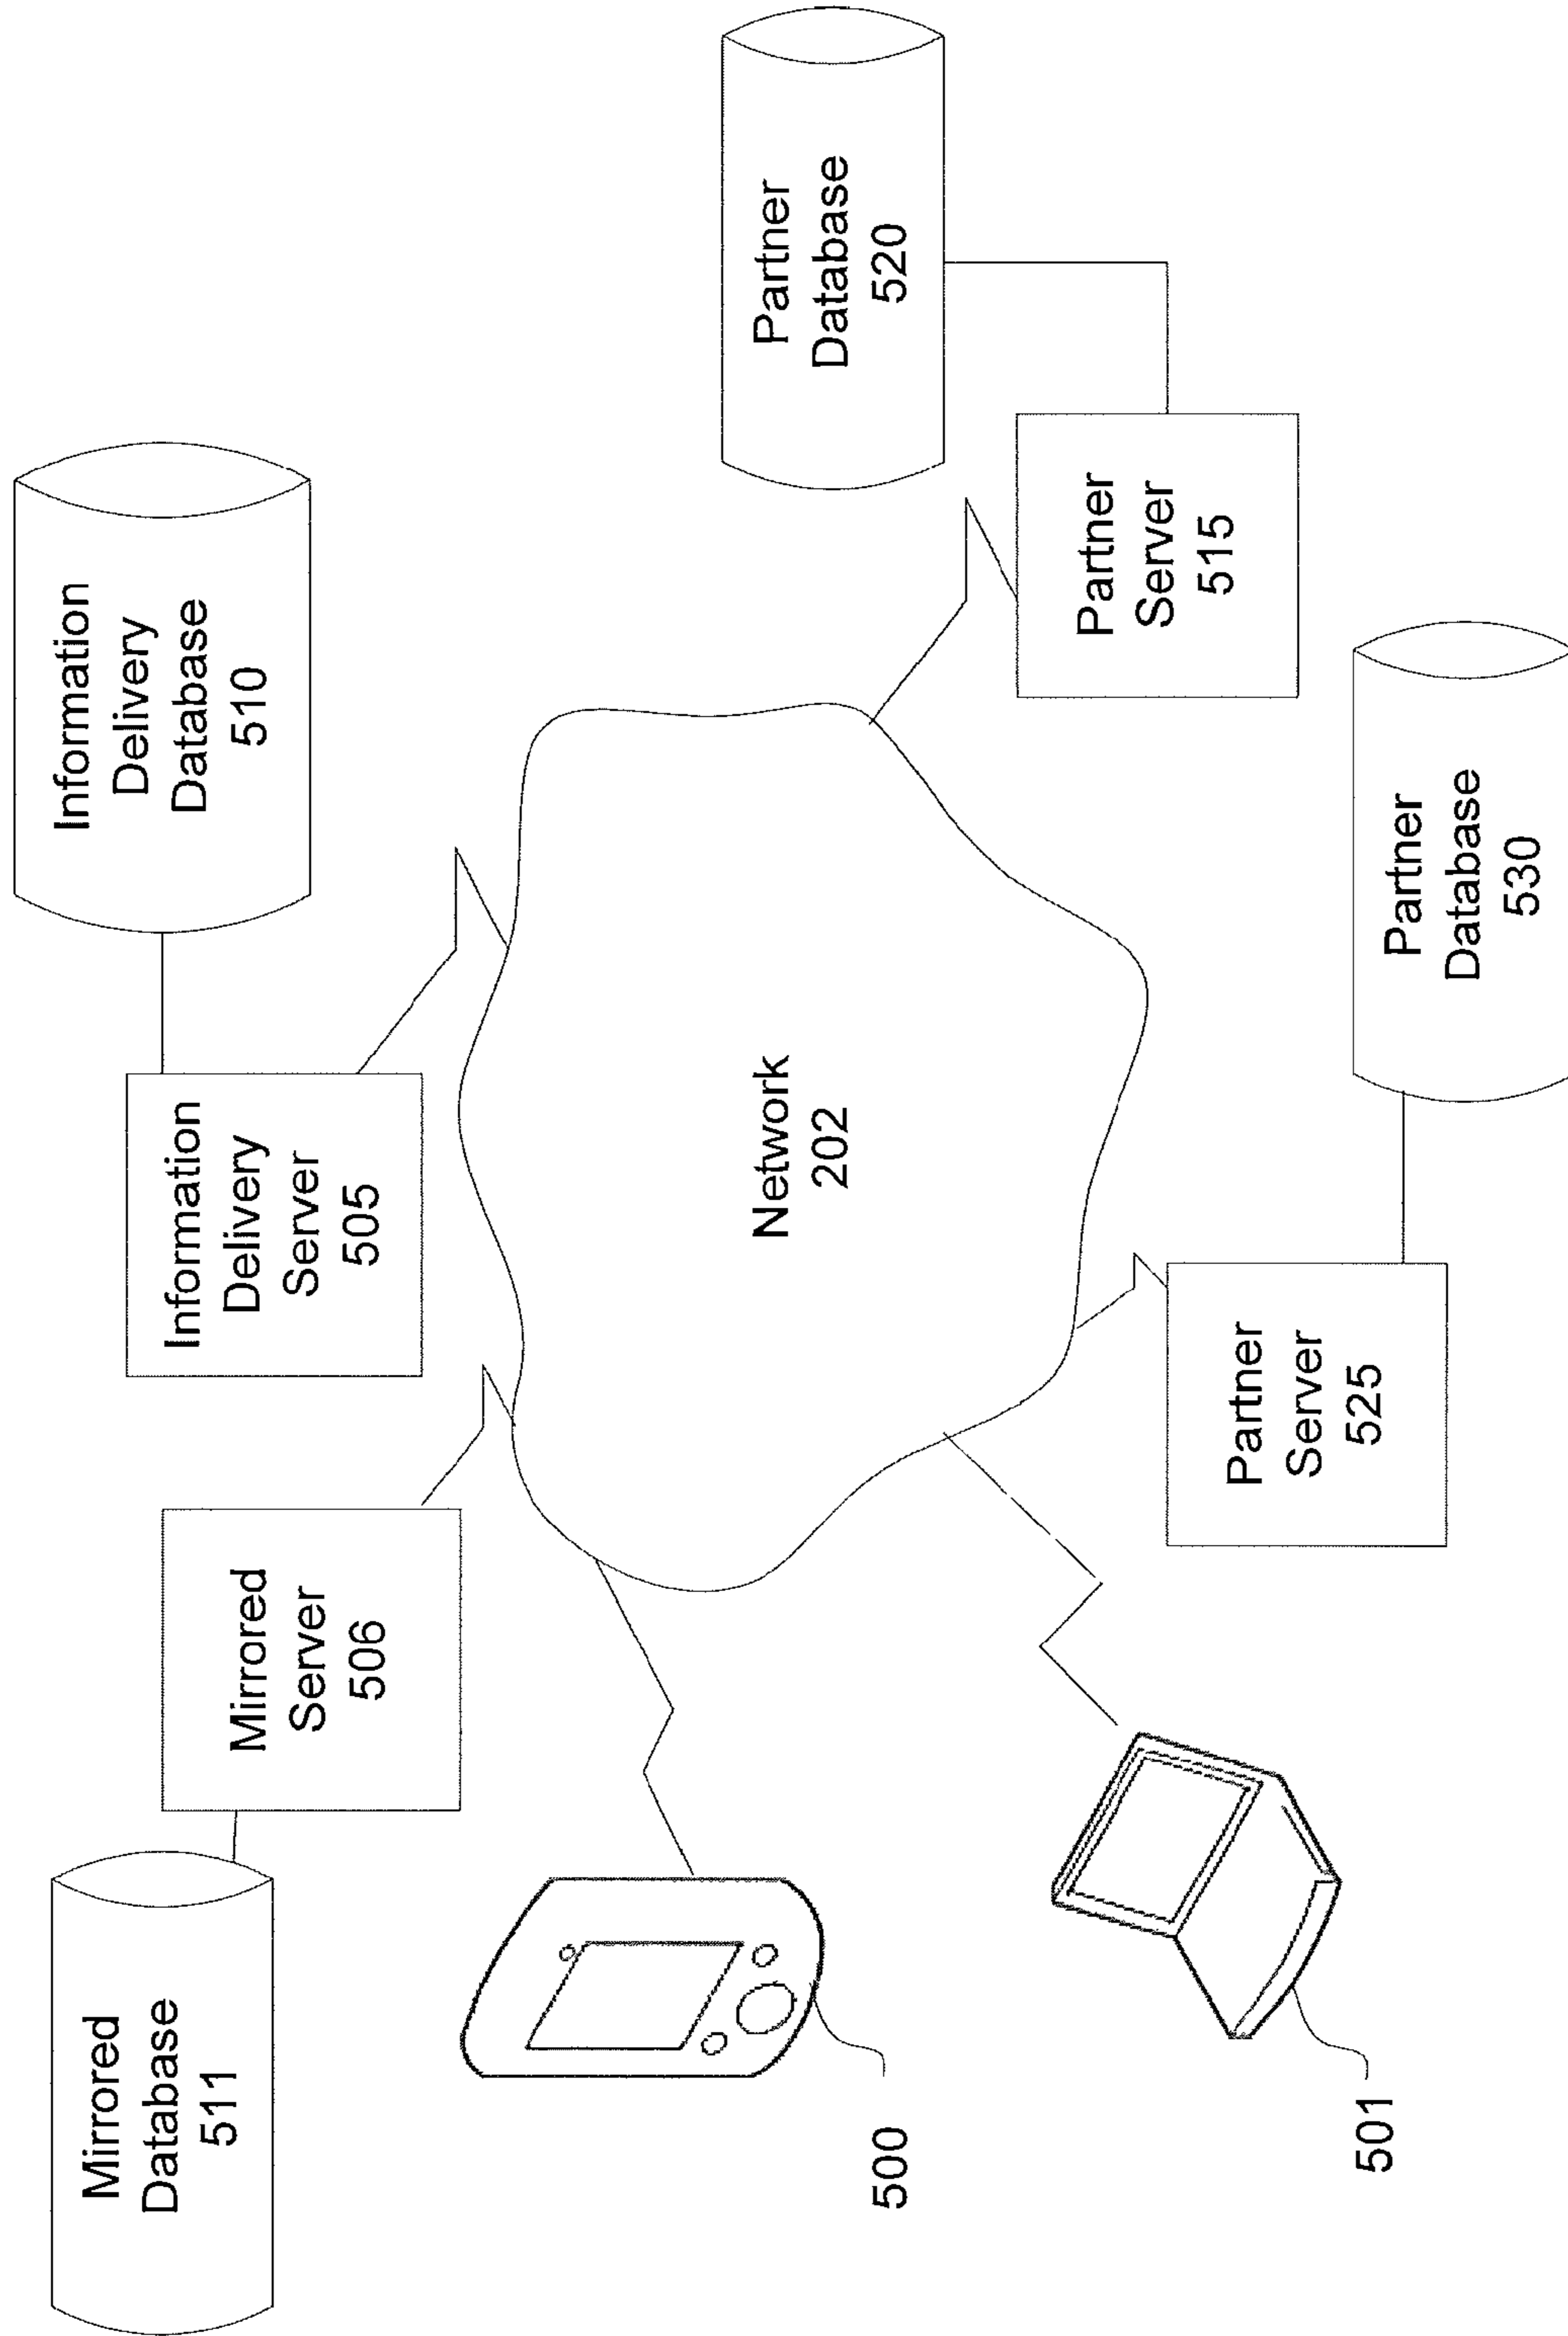 Mirrored
Database
511
Mirrored
Server
506
Information
Delivery
Server
505
Information
Delivery
Database
510
Network
202
Partner
Database
520
Partner
Server
515
500
501
Partner
Server
525
Partner
Database
530